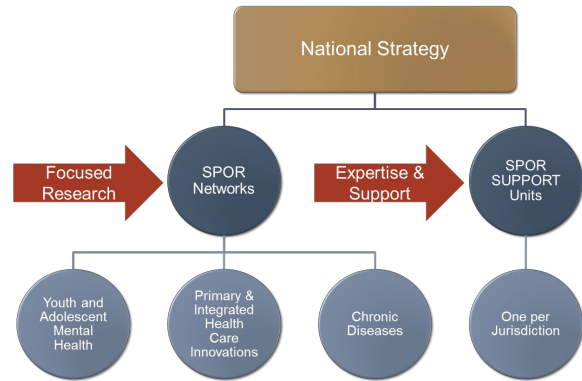 National Strategy
Focused
Research
SPOR
Networks
Expertise &
Support
SPOR
SUPPORT
Units
Youth and
Adolescent
Mental
Health
Primary &
Integrated
Health
Care
Innovations
Chronic
Diseases
One per
Jurisdiction